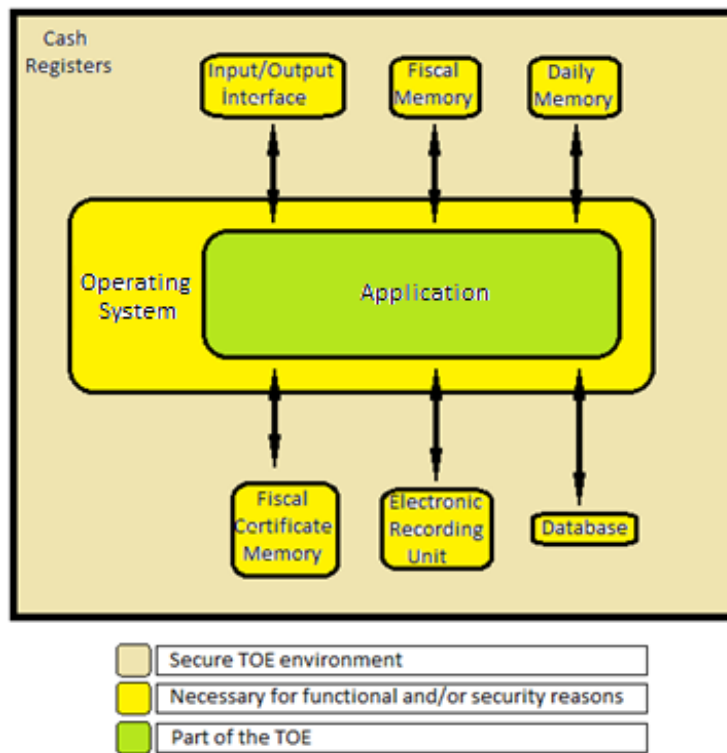 Cash
Registers
Input/Output
Interface
Fiscal
Memory
Daily
Memory
Operating
System
Application
Fiscal
Certificate
Memory
Electronic
Recording
Unit
Database
Secure TOE environment
Necessary for functional and/or security reasons
Part of the TOE